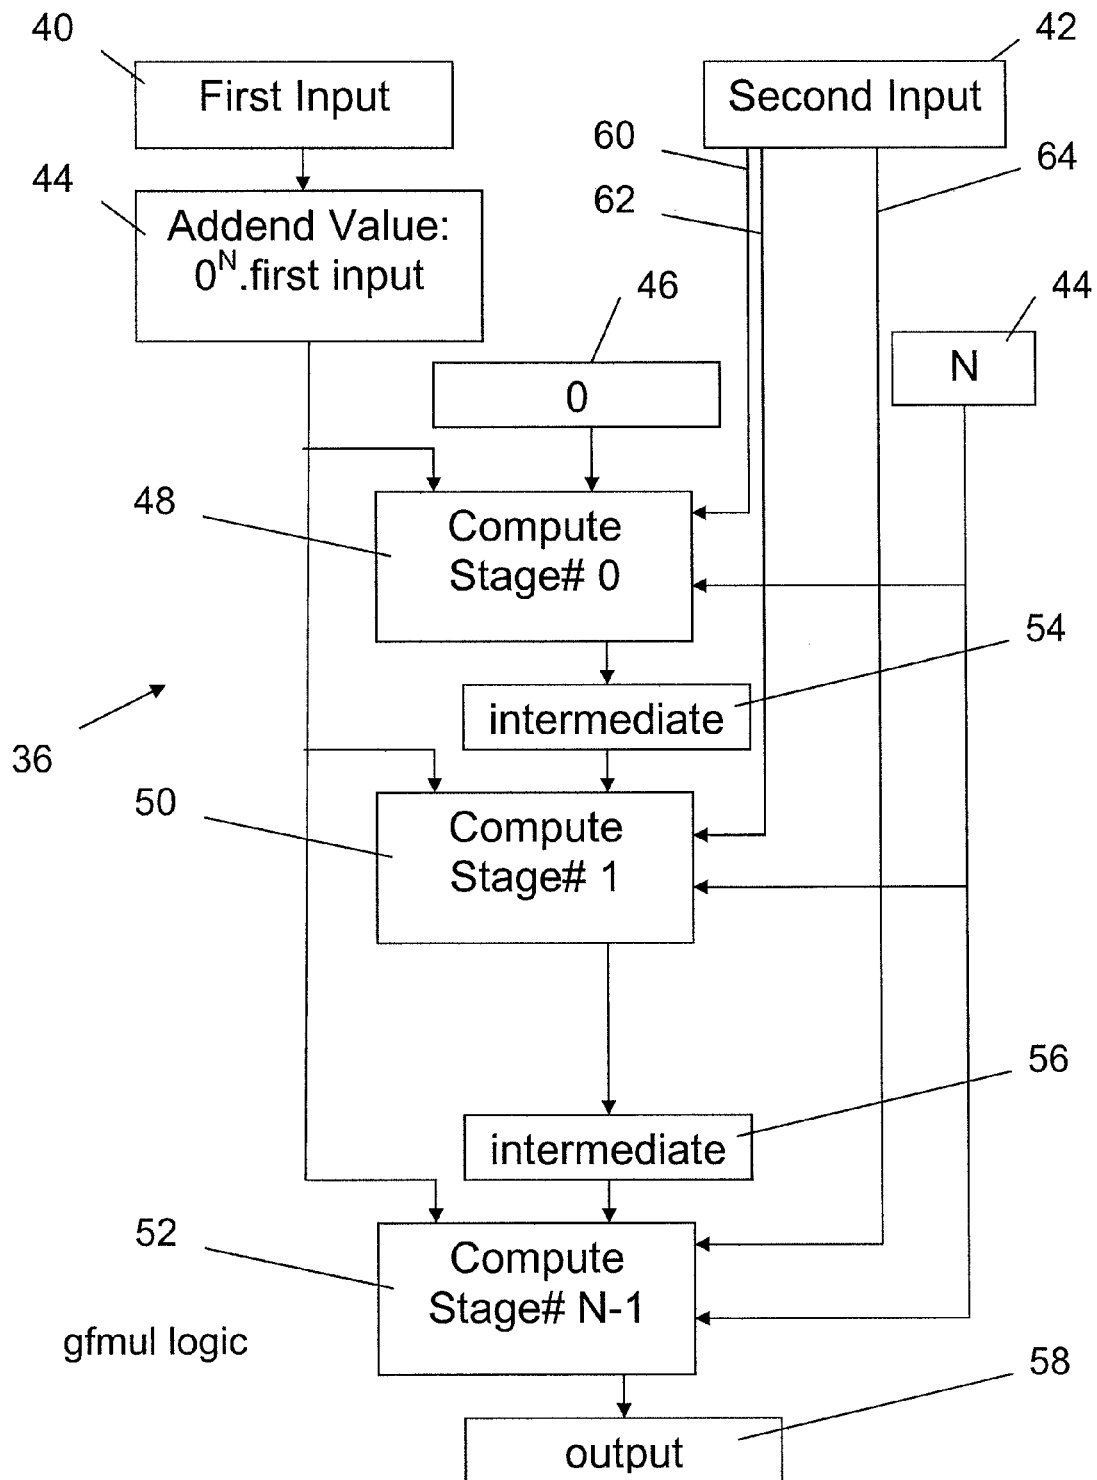 40
42
First Input
Second Input
60
64
44
62
Addend Value:
0^N.first input
46
44
N
0
48
Compute
Stage# 0
54
intermediate
36
50
Compute
Stage# 1
56
intermediate
52
Compute
Stage# N-1
gfmul logic
58
output